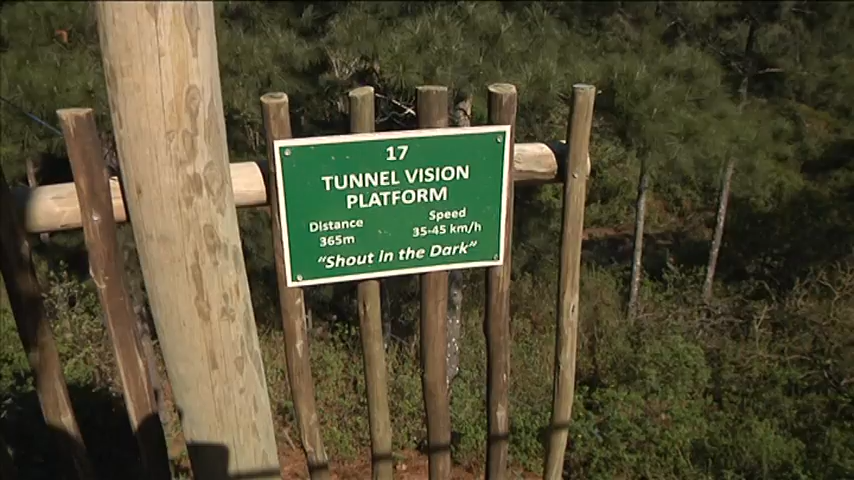 17
TUNNEL VISION
PLATFORM
Distance
365m
Speed
35-45 km/h
"Shout in the Dark"